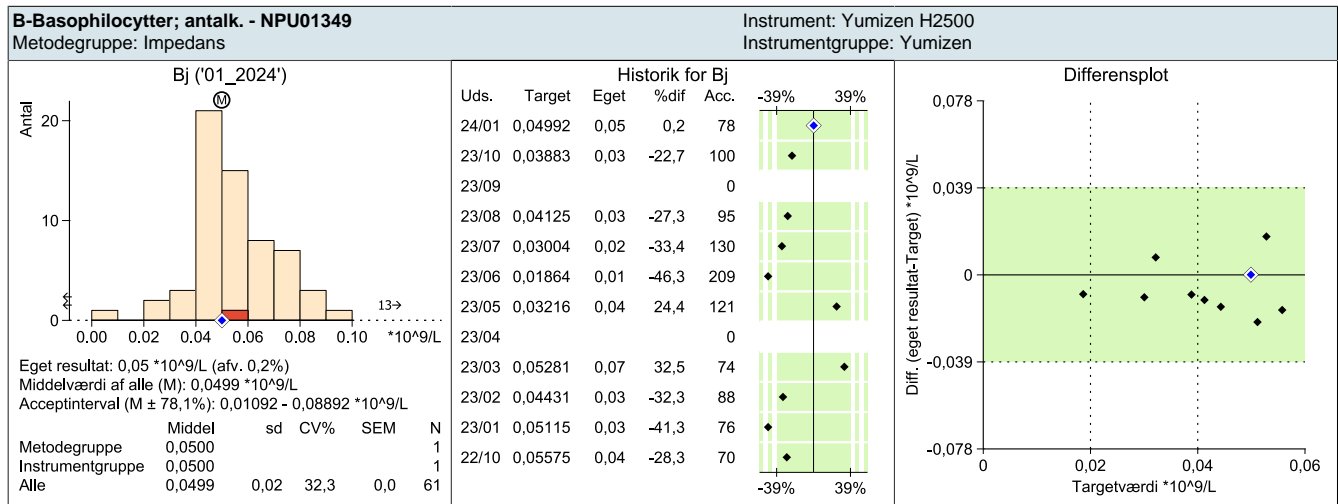 B-Basophilocytter; antalk. - NPU01349
Instrument: Yumizen H2500
Metodegruppe: Impedans
Instrumentgruppe: Yumizen
Bj ('01_2024')
M
Antal
20
10
0
13→
0.00 0.02 0.04 0.06 0.08 0.10 *10^9/L
Eget resultat: 0,05 *10^9/L (afv. 0,2%)
Middelværdi af alle (M): 0,0499 *10^9/L
Acceptinterval (M ± 78,1%): 0,01092 - 0,08892 *10^9/L
Middel sd CV% SEM N
Metodegruppe 0,0500 1
Instrumentgruppe 0,0500 1
Alle 0,0499 0,02 32,3 0,0 61
Historik for Bj
Uds. Target Eget %dif Acc. -39% 39%
24/01 0,04992 0,05 0,2 78
23/10 0,03883 0,03 -22,7 100
23/09 0
23/08 0,04125 0,03 -27,3 95
23/07 0,03004 0,02 -33,4 130
23/06 0,01864 0,01 -46,3 209
23/05 0,03216 0,04 24,4 121
23/04 0
23/03 0,05281 0,07 32,5 74
23/02 0,04431 0,03 -32,3 88
23/01 0,05115 0,03 -41,3 76
22/10 0,05575 0,04 -28,3 70
-39% 39%
Differensplot
Diff. (eget resultat-Target) *10^9/L
0,078
0,039
0
-0,039
-0,078
0 0,02 0,04 0,06
Targetværdi *10^9/L